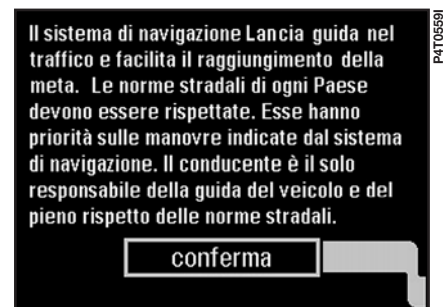 Il sistema di navigazione Lancia guida nel
traffico e facilita il raggiungimento della
meta. Le norme stradali di ogni Paese
devono essere rispettate. Esse hanno
priorità sulle manovre indicate dal sistema
di navigazione. Il conducente è il solo
responsabile della guida del veicolo e del
pieno rispetto delle norme stradali.
conferma
P4T0559I